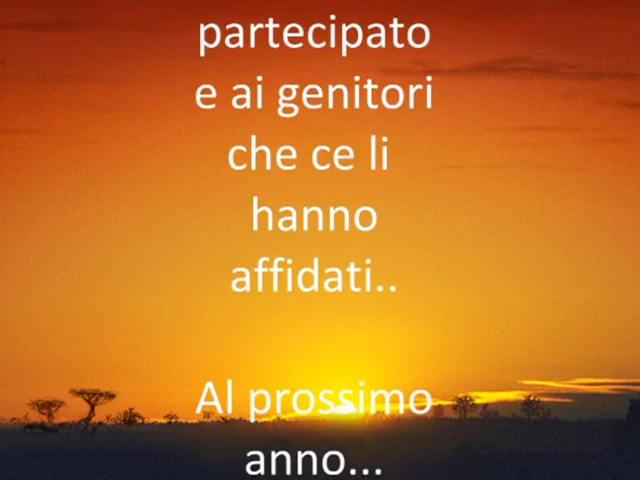 partecipato
e ai genitori
che ce li
hanno
affidati..
Al prossimo
anno...